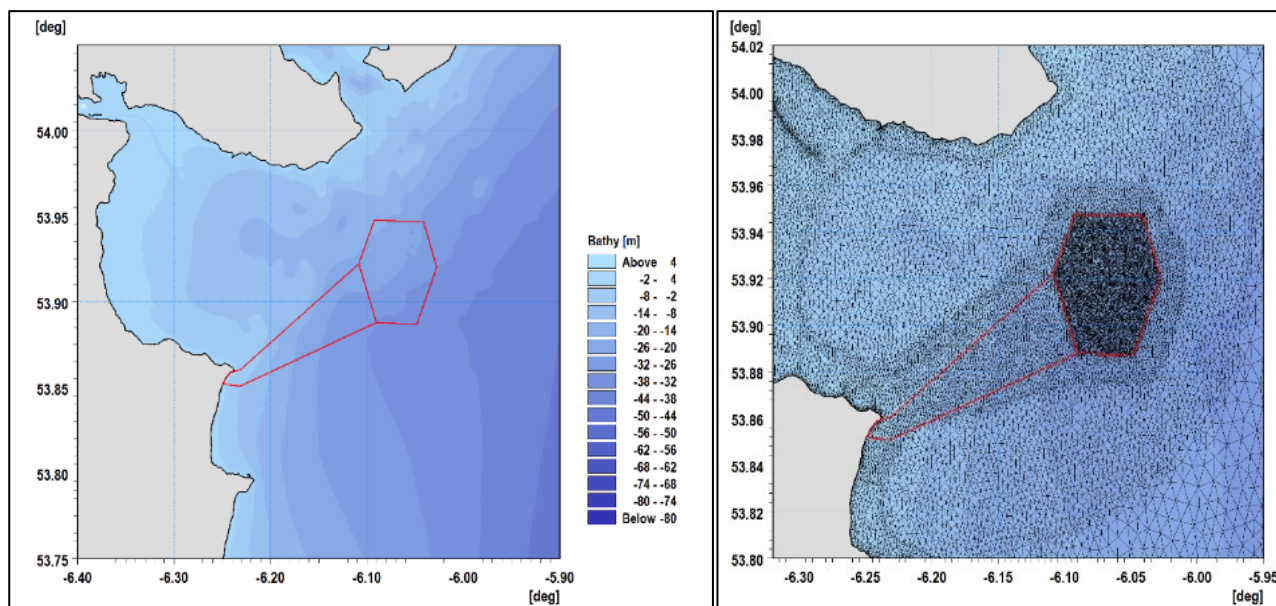 [deg]
54.00
53.95
53.90
53.85
53.80
53.75
-6.40 -6.30 -6.20 -6.10 -6.00 -5.90
[deg]
Bathy [m]
Above 4
-2 - 4
-8 - -2
-14 - -8
-20 - -14
-26 - -20
-32 - -26
-38 - -32
-44 - -38
-50 - -44
-56 - -50
-62 - -56
-68 - -62
-74 - -68
-80 - -74
Below -80
[deg]
54.02
54.00
53.98
53.96
53.94
53.92
53.90
53.88
53.86
53.84
53.82
53.80
-6.30 -6.25 -6.20 -6.15 -6.10 -6.05 -6.00 -5.95
[deg]